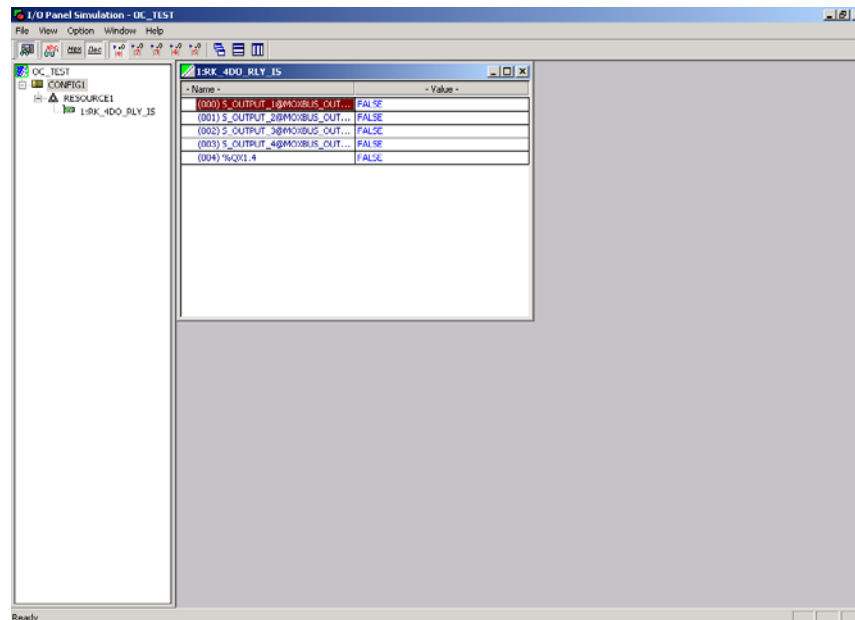 I/O Panel Simulation - OC_TEST
File View Option Window Help
HEX Dec
OC_TEST
CONFIG1
RESOURCE1
1:RK_4DO_RLY_IS
1:RK_4DO_RLY_IS
- Name - - Value -
(000) S_OUTPUT_1@MOXBUS_OUT... FALSE
(001) S_OUTPUT_2@MOXBUS_OUT... FALSE
(002) S_OUTPUT_3@MOXBUS_OUT... FALSE
(003) S_OUTPUT_4@MOXBUS_OUT... FALSE
(004) %QX1.4 FALSE
Ready